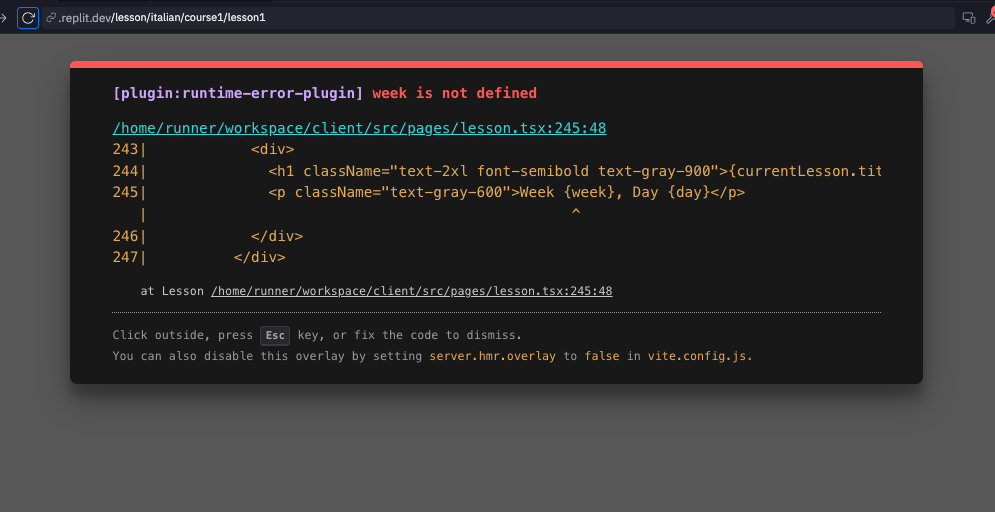 .replit.dev/lesson/italian/course1/lesson1
[plugin:runtime-error-plugin] week is not defined
/home/runner/workspace/client/src/pages/lesson.tsx:245:48
243|            <div>
244|              <h1 className="text-2xl font-semibold text-gray-900">{currentLesson.tit
245|              <p className="text-gray-600">Week {week}, Day {day}</p>
   |                                                 ^
246|            </div>
247|          </div>
at Lesson /home/runner/workspace/client/src/pages/lesson.tsx:245:48
Click outside, press Esc key, or fix the code to dismiss.
You can also disable this overlay by setting server.hmr.overlay to false in vite.config.js.